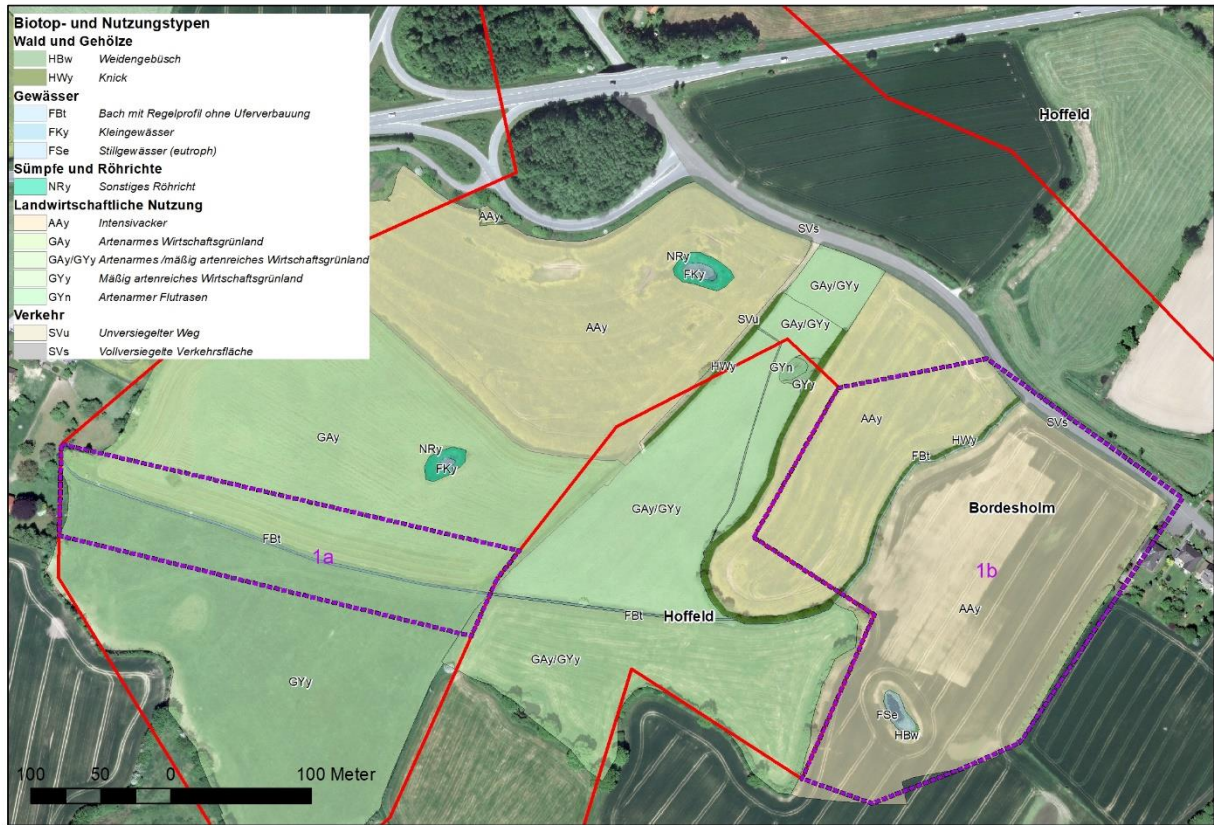 Biotop- und Nutzungstypen
Wald und Gehölze
HBw Weidengebüsch
HWy Knick
Gewässer
FBt Bach mit Regelprofil ohne Uferverbauung
FKy Kleingewässer
FSe Stillgewässer (eutroph)
Sümpfe und Röhrichte
NRy Sonstiges Röhricht
Landwirtschaftliche Nutzung
AAy Intensivacker
GAy Artenarmes Wirtschaftsgrünland
GAy/GYy Artenarmes /mäßig artenreiches Wirtschaftsgrünland
GYy Mäßig artenreiches Wirtschaftsgrünland
GYn Artenarmer Flutrasen
Verkehr
SVu Unversiegelter Weg
SVs Vollversiegelte Verkehrsfläche
Hoffeld
AAy
SVs
NRy
FKy
GAy/GYy
AAy
SVu
GAy/GYy
HWy
GYn
GYy
AAy
SVs
GAy
NRy
FKy
HWy
FBt
GAy/GYy
Bordesholm
FBt
1a
1b
AAy
FBt
Hoffeld
GAy/GYy
GYy
FSe
HBw
100 50 0 100 Meter